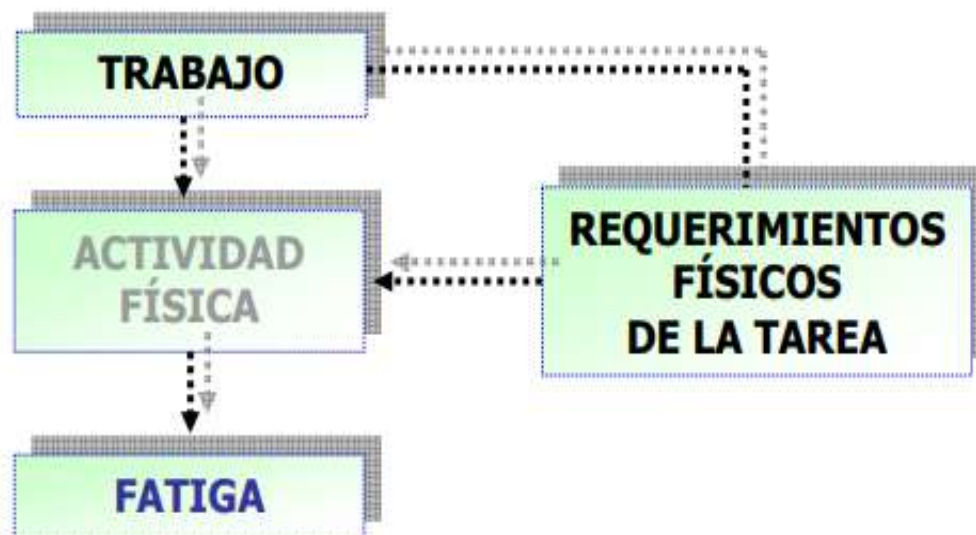 TRABAJO
ACTIVIDAD
FÍSICA
REQUERIMIENTOS
FÍSICOS
DE LA TAREA
FATIGA